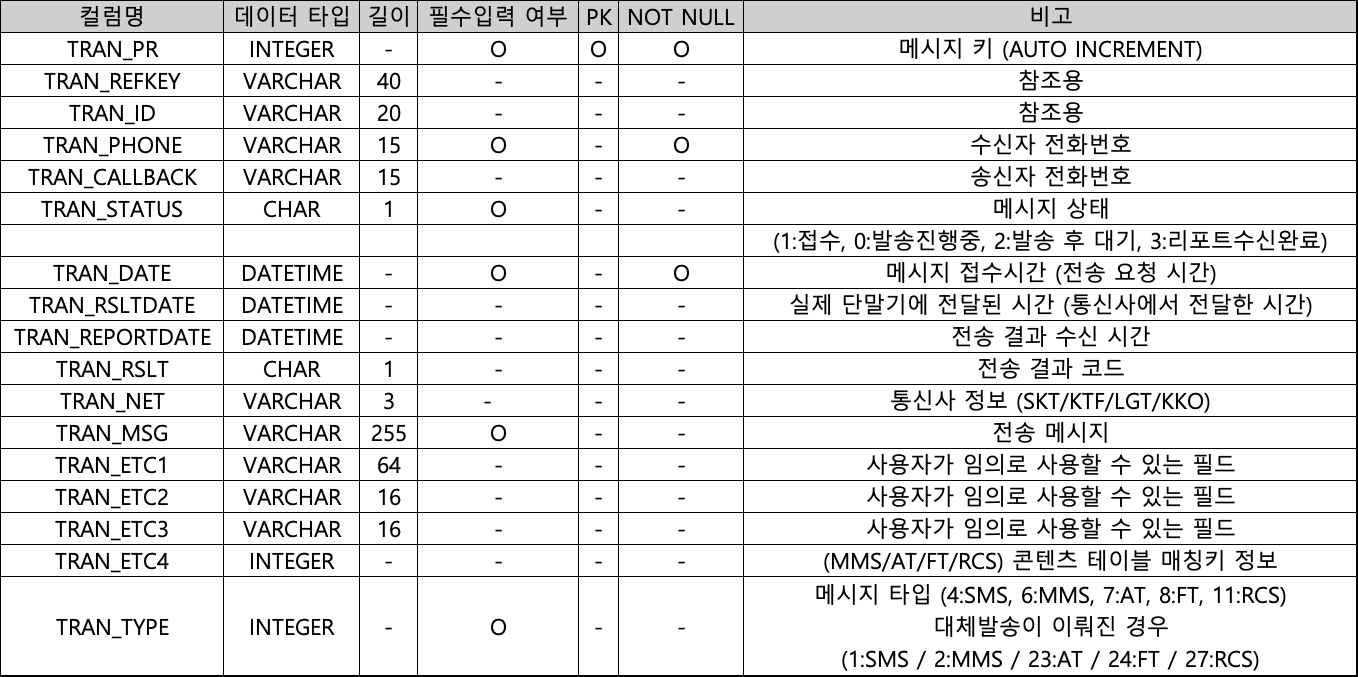 컬럼명 데이터 타입 길이 필수입력 여부 PK NOT NULL 비고
TRAN_PR INTEGER - O O O 메시지 키 (AUTO INCREMENT)
TRAN_REFKEY VARCHAR 40 - - - 참조용
TRAN_ID VARCHAR 20 - - - 참조용
TRAN_PHONE VARCHAR 15 O - O 수신자 전화번호
TRAN_CALLBACK VARCHAR 15 - - - 송신자 전화번호
TRAN_STATUS CHAR 1 O - - 메시지 상태
(1:접수, 0:발송진행중, 2:발송 후 대기, 3:리포트수신완료)
TRAN_DATE DATETIME - O - O 메시지 접수시간 (전송 요청 시간)
TRAN_RSLTDATE DATETIME - - - - 실제 단말기에 전달된 시간 (통신사에서 전달한 시간)
TRAN_REPORTDATE DATETIME - - - - 전송 결과 수신 시간
TRAN_RSLT CHAR 1 - - - 전송 결과 코드
TRAN_NET VARCHAR 3 - - - 통신사 정보 (SKT/KTF/LGT/KKO)
TRAN_MSG VARCHAR 255 O - - 전송 메시지
TRAN_ETC1 VARCHAR 64 - - - 사용자가 임의로 사용할 수 있는 필드
TRAN_ETC2 VARCHAR 16 - - - 사용자가 임의로 사용할 수 있는 필드
TRAN_ETC3 VARCHAR 16 - - - 사용자가 임의로 사용할 수 있는 필드
TRAN_ETC4 INTEGER - - - - (MMS/AT/FT/RCS) 콘텐츠 테이블 매칭키 정보
TRAN_TYPE INTEGER - O - - 메시지 타입 (4:SMS, 6:MMS, 7:AT, 8:FT, 11:RCS)
대체발송이 이뤄진 경우
(1:SMS / 2:MMS / 23:AT / 24:FT / 27:RCS)